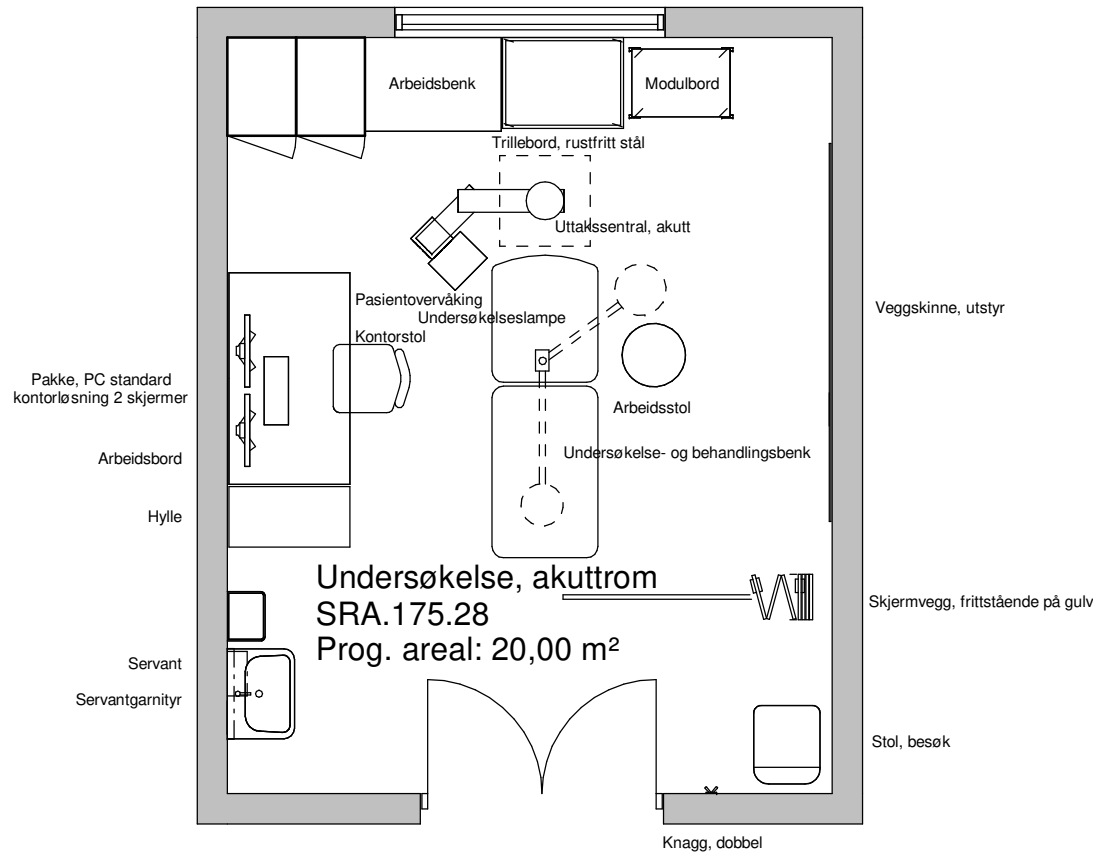 Arbeidsbenk
Modulbord
Trillebord, rustfritt stål
Uttakssentral, akutt
Pasientovervåking
Undersøkelseslampe
Kontorstol
Veggskinne, utstyr
Pakke, PC standard
kontorløsning 2 skjermer
Arbeidsstol
Arbeidsbord
Undersøkelse- og behandlingsbenk
Hylle
Undersøkelse, akuttrom
SRA.175.28
Prog. areal: 20,00 m²
Skjermvegg, frittstående på gulv
Servant
Servantgarnityr
Stol, besøk
Knagg, dobbel